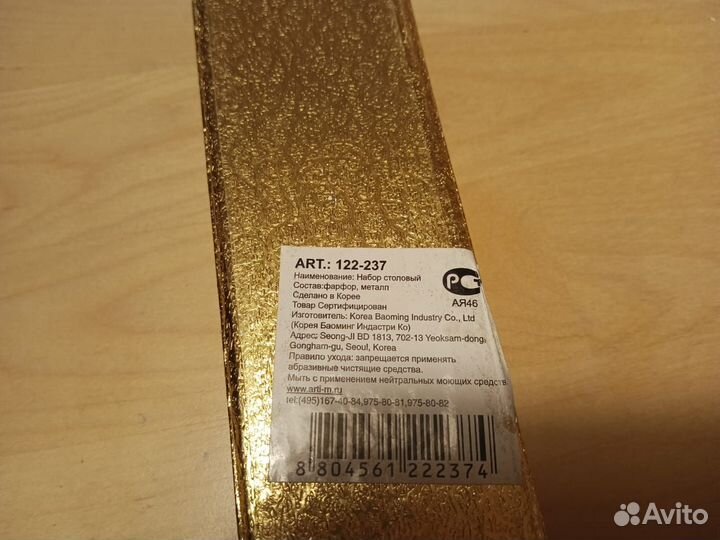 ART.: 122-237
Наименование: Набор столовый
Состав:фарфор, металл
Сделано в Корее
Товар Сертифицирован
Изготовитель: Korea Baoming Industry Co., Ltd
(Корея Баоминг Индастри Ко)
Адрес: Seong-JI BD 1813, 702-13 Yeoksam-dong,
Gongham-gu, Seoul, Korea
Правило ухода: запрещается применять
абразивные чистящие средства.
Мыть с применением нейтральных моющих средств.
www.arti-m.ru
tel:(495)167-40-84,975-80-81,975-80-82
8 804561 222374
РС
АЯ46
Avito